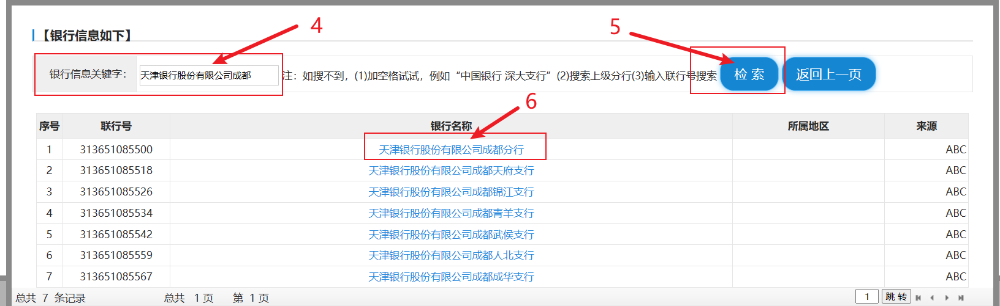 4
5
【银行信息如下】
银行信息关键字： 天津银行股份有限公司成都 注：如搜不到，(1)加空格试试，例如“中国银行 深大支行”(2)搜索上级分行(3)输入联行号搜索 检 索 返回上一页
6
序号 联行号 银行名称 所属地区 来源
1 313651085500 天津银行股份有限公司成都分行 ABC
2 313651085518 天津银行股份有限公司成都天府支行 ABC
3 313651085526 天津银行股份有限公司成都锦江支行 ABC
4 313651085534 天津银行股份有限公司成都青羊支行 ABC
5 313651085542 天津银行股份有限公司成都武侯支行 ABC
6 313651085559 天津银行股份有限公司成都人北支行 ABC
7 313651085567 天津银行股份有限公司成都成华支行 ABC
总共 7 条记录 总共 1 页 第 1 页 1 跳 转